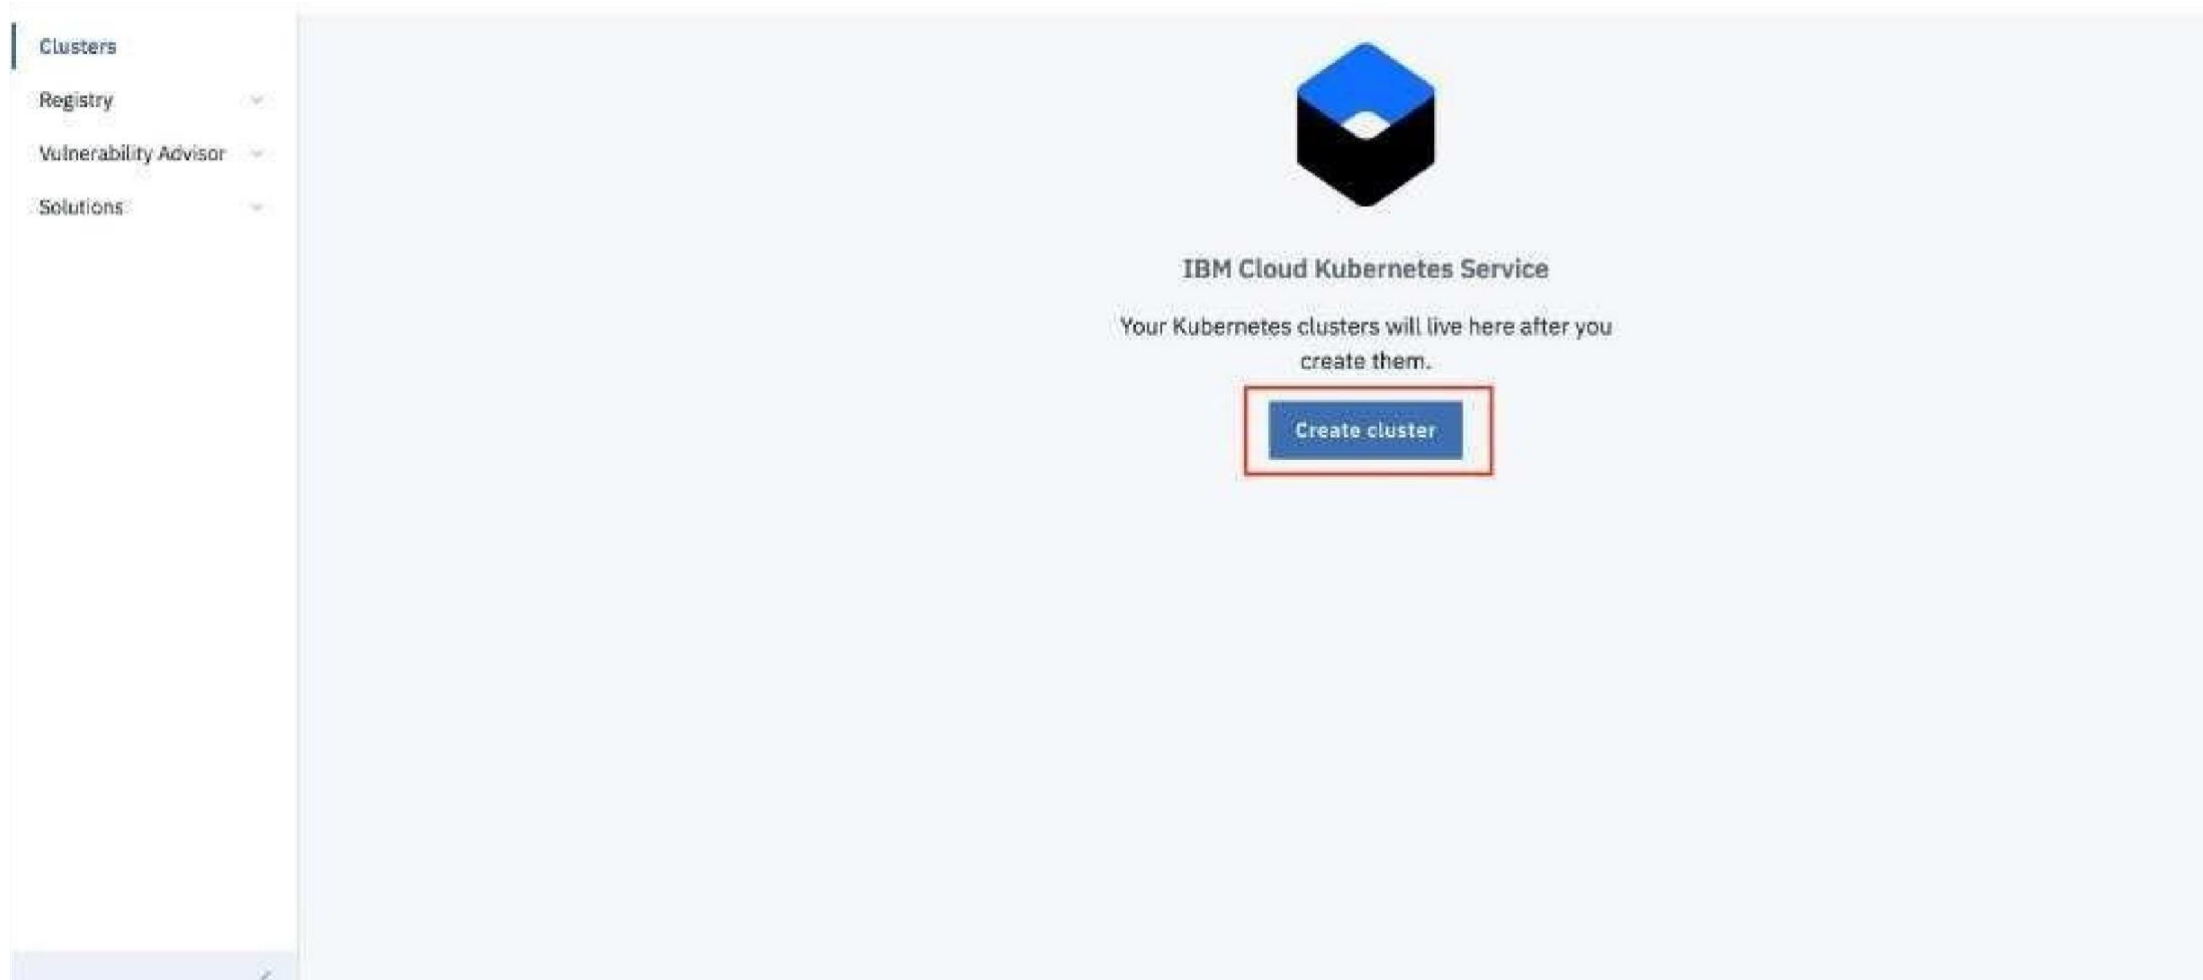 Clusters
Registry
Vulnerability Advisor
Solutions
IBM Cloud Kubernetes Service
Your Kubernetes clusters will live here after you
create them.
Create cluster